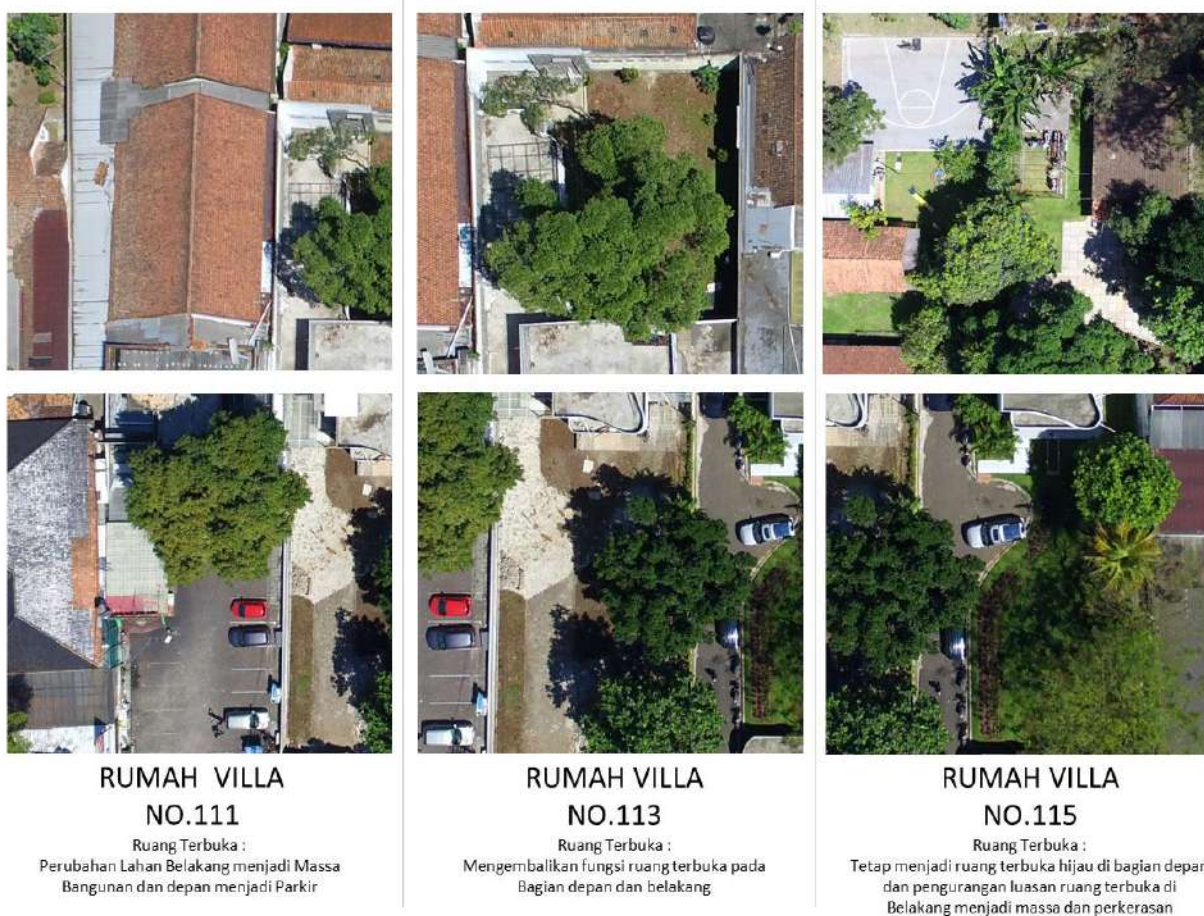 RUMAH VILLA
NO.111
Ruang Terbuka :
Perubahan Lahan Belakang menjadi Massa
Bangunan dan depan menjadi Parkir
RUMAH VILLA
NO.113
Ruang Terbuka :
Mengembalikan fungsi ruang terbuka pada
Bagian depan dan belakang
RUMAH VILLA
NO.115
Ruang Terbuka :
Tetap menjadi ruang terbuka hijau di bagian depan
dan pengurangan luasan ruang terbuka di
Belakang menjadi massa dan perkerasan